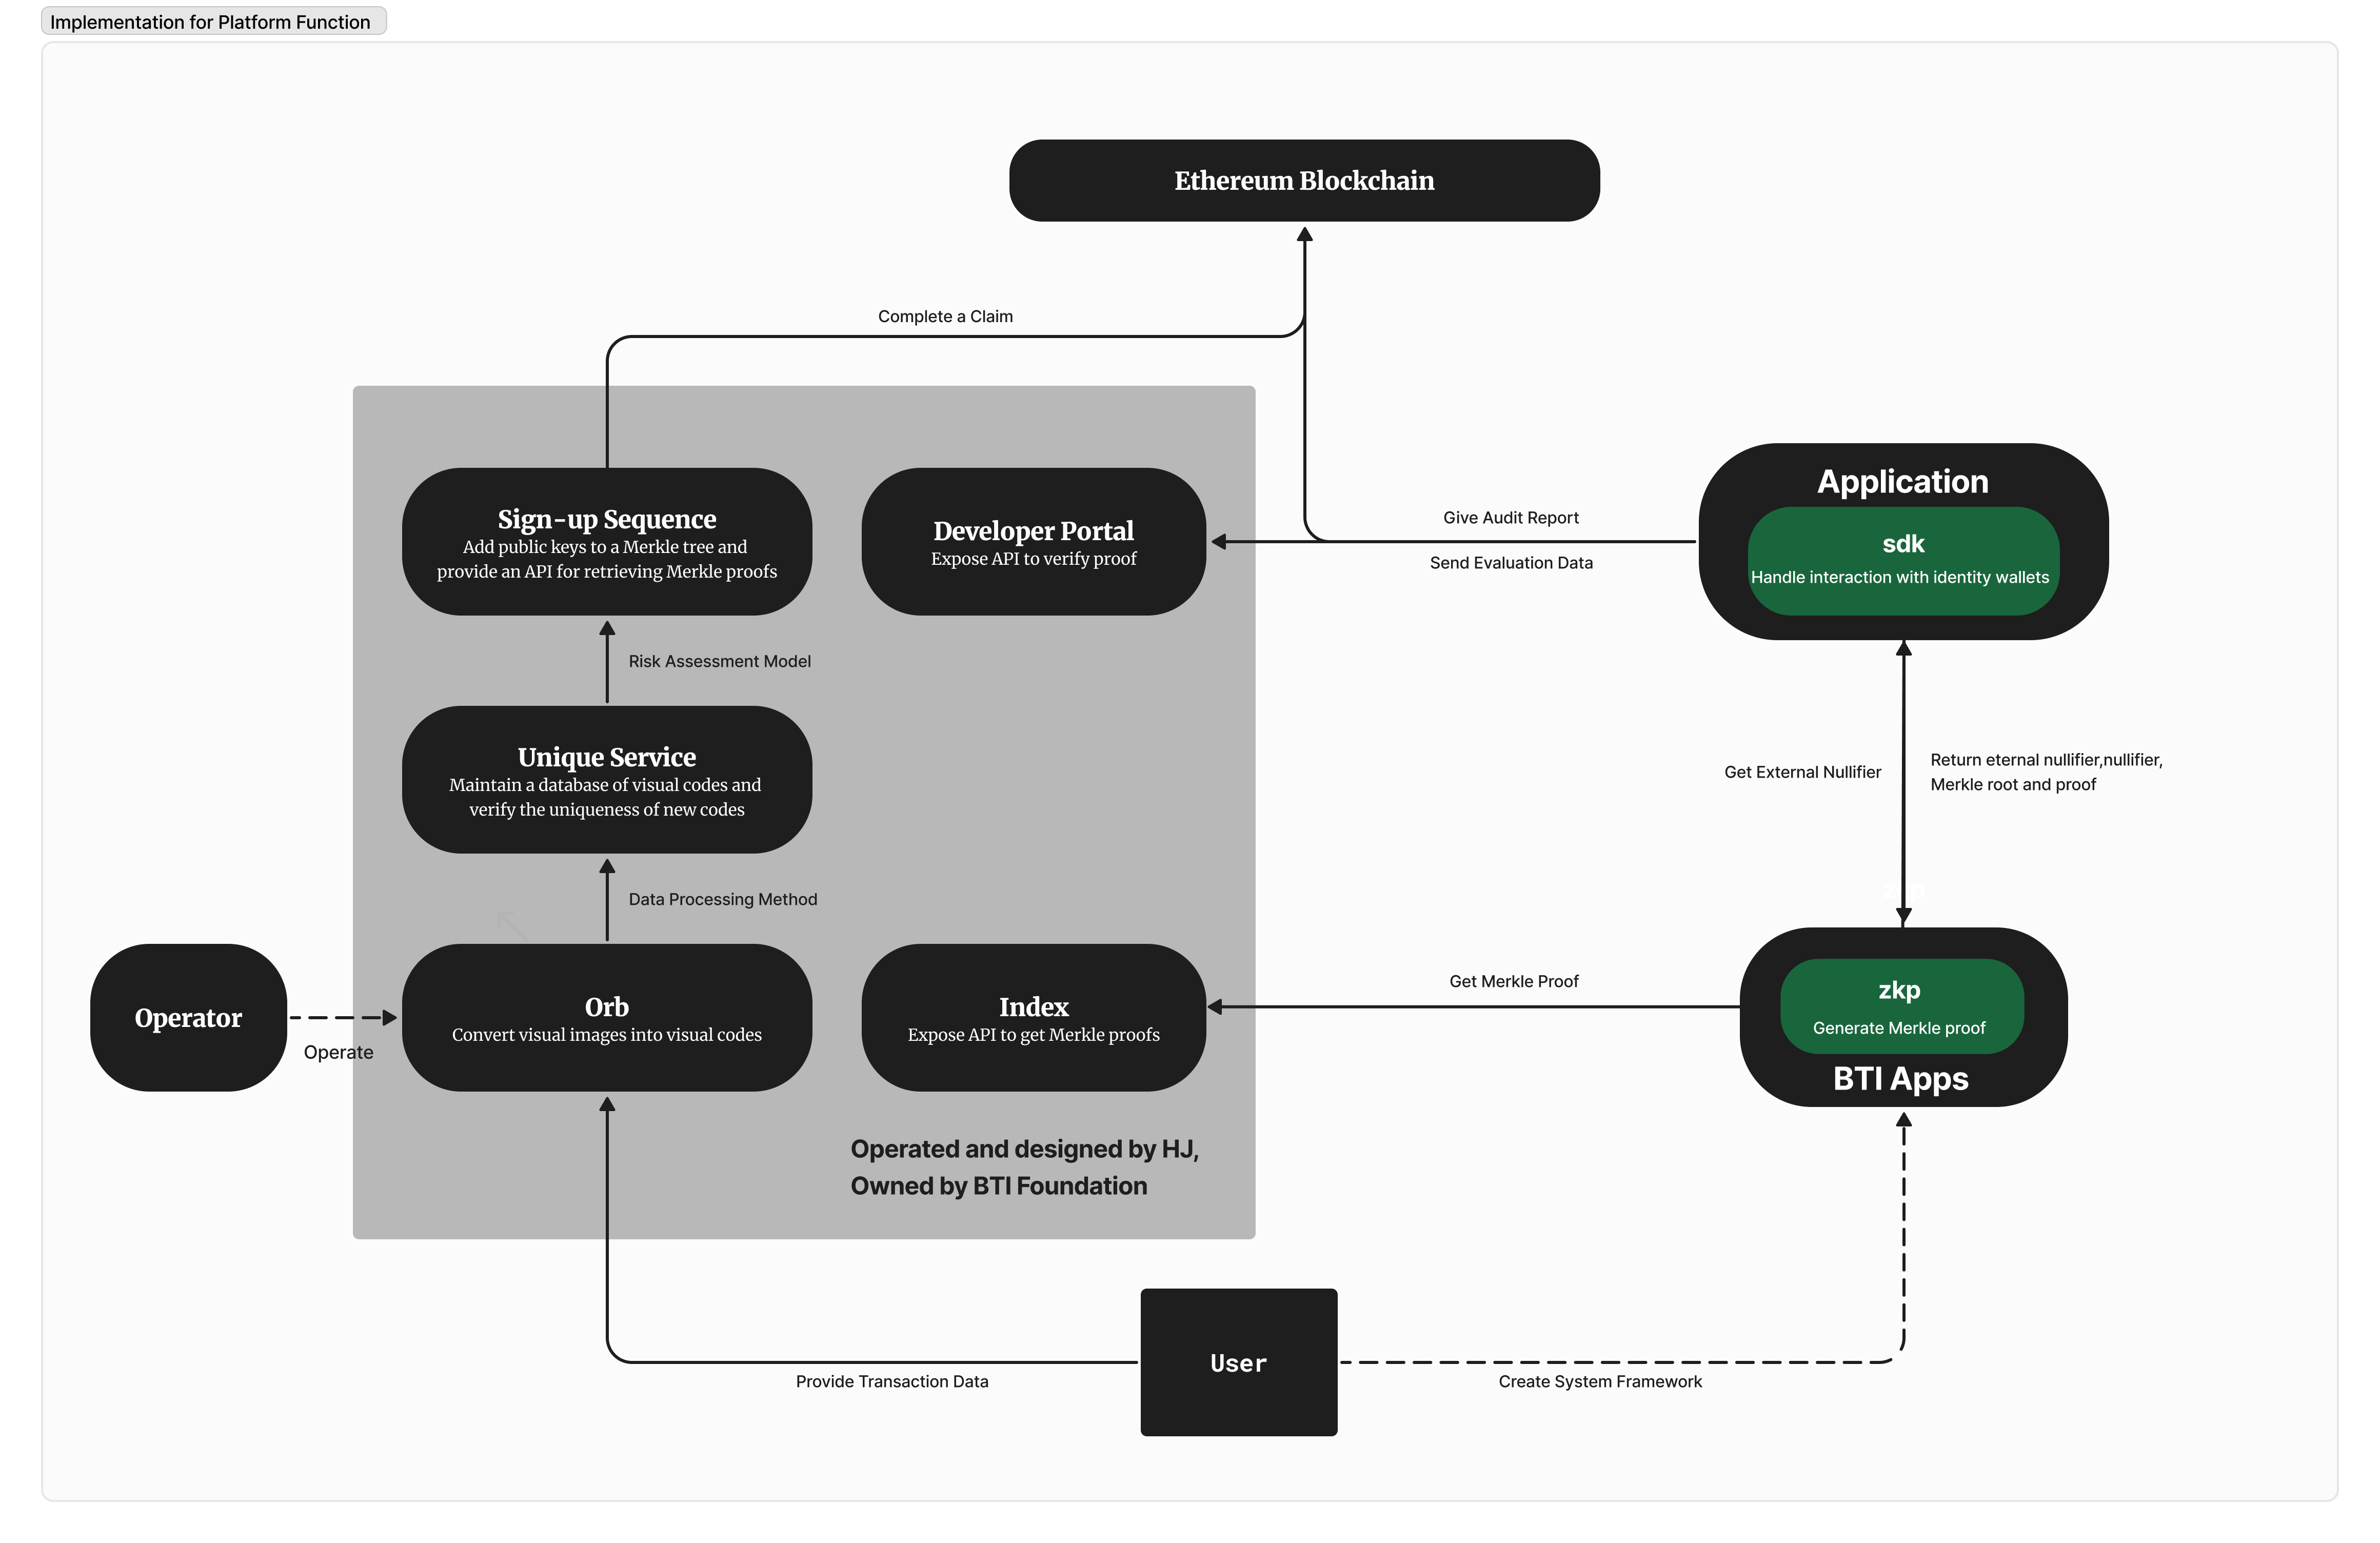 Implementation for Platform Function
Ethereum Blockchain
Complete a Claim
Sign-up Sequence
Add public keys to a Merkle tree and
provide an API for retrieving Merkle proofs
Developer Portal
Expose API to verify proof
Give Audit Report
Send Evaluation Data
Application
sdk
Handle interaction with identity wallets
Risk Assessment Model
Unique Service
Maintain a database of visual codes and
verify the uniqueness of new codes
Get External Nullifier
Return eternal nullifier,nullifier,
Merkle root and proof
Data Processing Method
Operator
Operate
Orb
Convert visual images into visual codes
Index
Expose API to get Merkle proofs
Get Merkle Proof
zkp
Generate Merkle proof
BTI Apps
Operated and designed by HJ,
Owned by BTI Foundation
User
Provide Transaction Data
Create System Framework